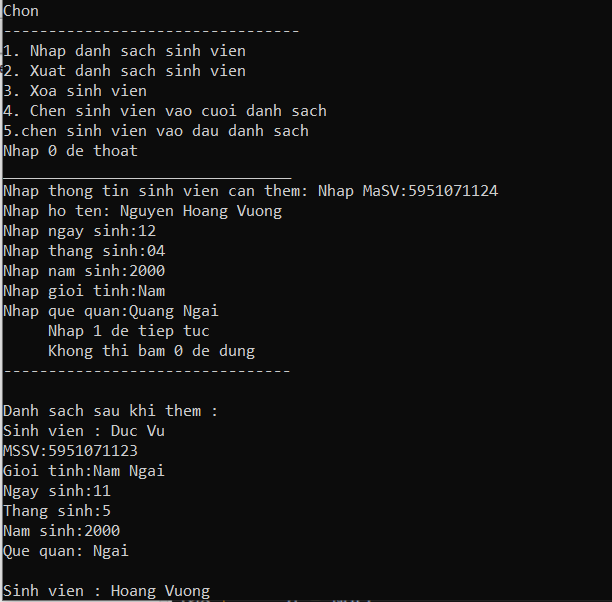 Chon
---------------------------------
1. Nhap danh sach sinh vien
2. Xuat danh sach sinh vien
3. Xoa sinh vien
4. Chen sinh vien vao cuoi danh sach
5.chen sinh vien vao dau danh sach
Nhap 0 de thoat
________________________________
Nhap thong tin sinh vien can them: Nhap MaSV:5951071124
Nhap ho ten: Nguyen Hoang Vuong
Nhap ngay sinh:12
Nhap thang sinh:04
Nhap nam sinh:2000
Nhap gioi tinh:Nam
Nhap que quan:Quang Ngai
     Nhap 1 de tiep tuc
     Khong thi bam 0 de dung
--------------------------------
Danh sach sau khi them :
Sinh vien : Duc Vu
MSSV:5951071123
Gioi tinh:Nam Ngai
Ngay sinh:11
Thang sinh:5
Nam sinh:2000
Que quan: Ngai
Sinh vien : Hoang Vuong